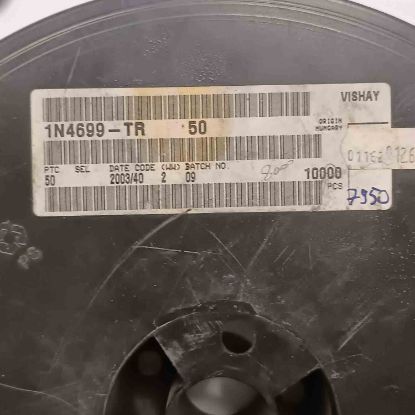 VISHAY
1N4699-TR 50
ORIGIN
HUNGARY
PTC SEL DATE CODE (WW) BATCH NO.
50 2003/40 2 09 10000
PCS
7950
PS